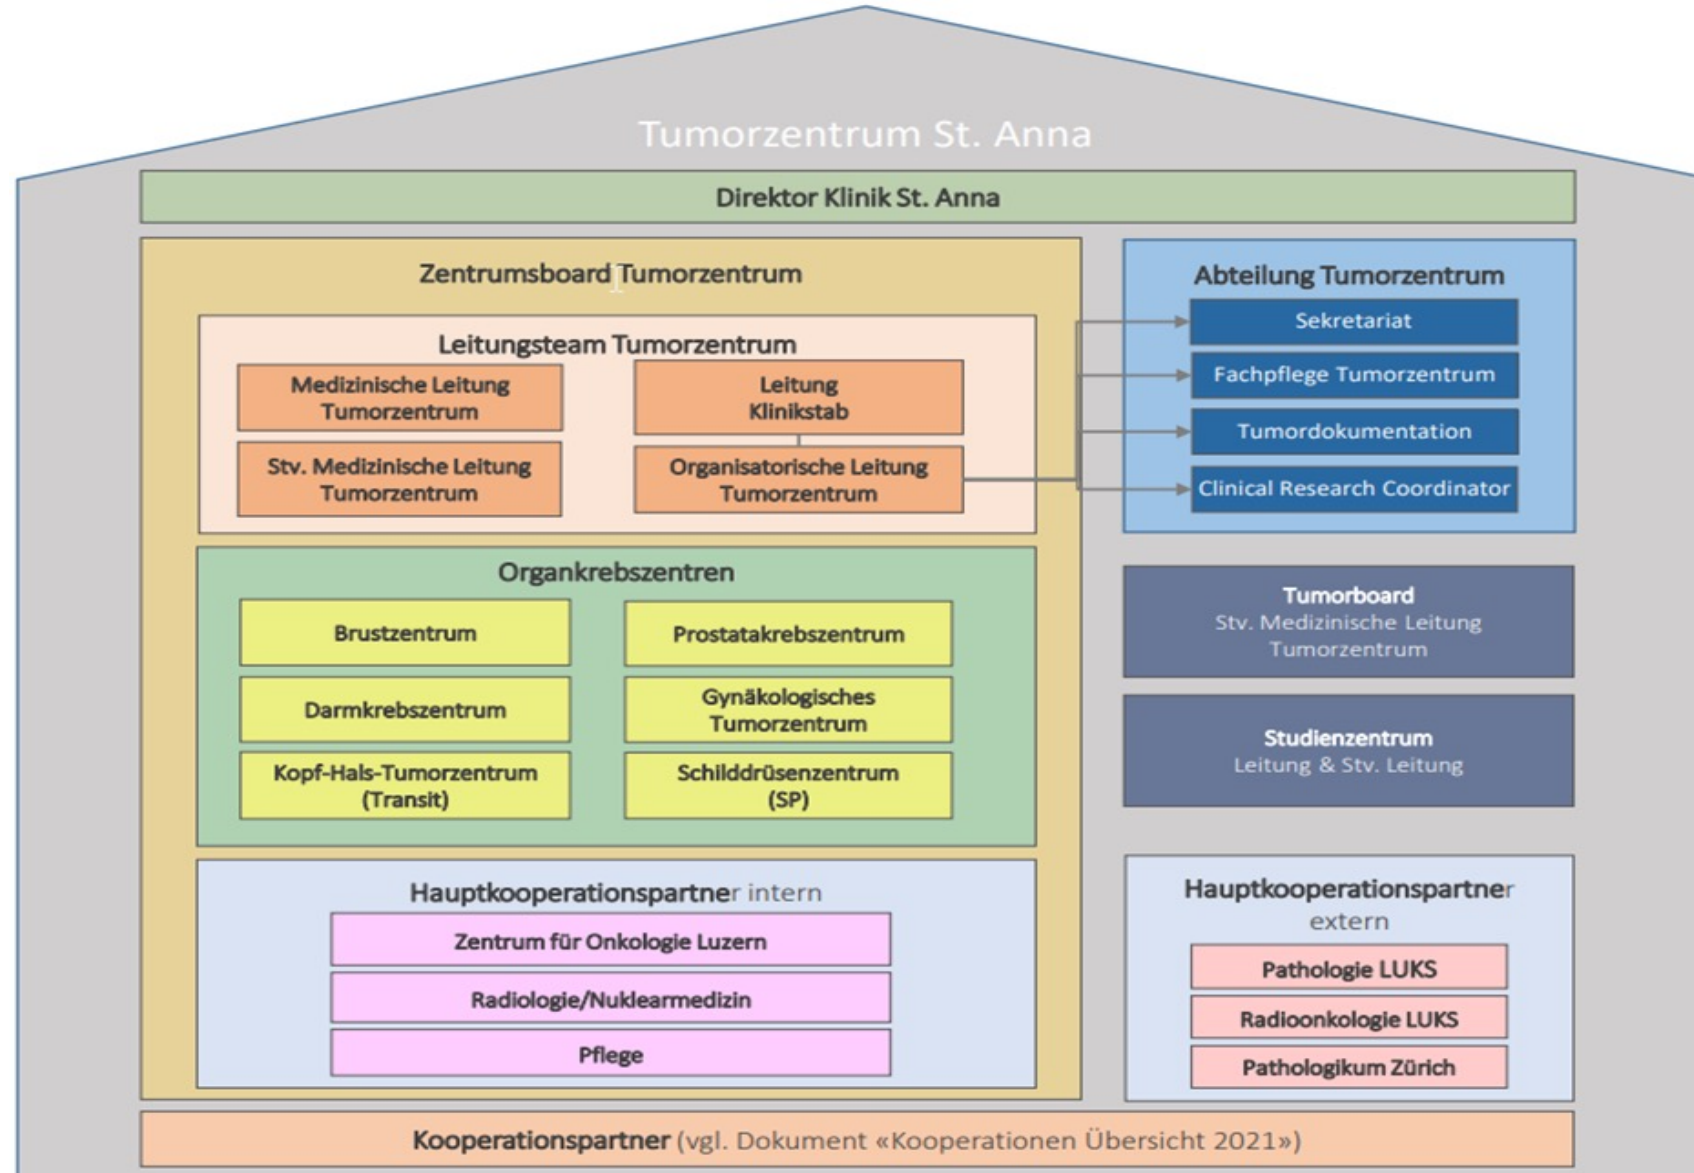 Tumorzentrum St. Anna
Direktor Klinik St. Anna
Zentrumsboard Tumorzentrum
Leitungsteam Tumorzentrum
Medizinische Leitung
Tumorzentrum
Leitung
Klinikstab
Stv. Medizinische Leitung
Tumorzentrum
Organisatorische Leitung
Tumorzentrum
Abteilung Tumorzentrum
Sekretariat
Fachpflege Tumorzentrum
Tumordokumentation
Clinical Research Coordinator
Organkrebszentren
Brustzentrum
Prostatakrebszentrum
Darmkrebszentrum
Gynäkologisches
Tumorzentrum
Kopf-Hals-Tumorzentrum
(Transit)
Schilddrüsenzentrum
(SP)
Tumorboard
Stv. Medizinische Leitung
Tumorzentrum
Studienzentrum
Leitung & Stv. Leitung
Hauptkooperationspartner intern
Zentrum für Onkologie Luzern
Radiologie/Nuklearmedizin
Pflege
Hauptkooperationspartner
extern
Pathologie LUKS
Radioonkologie LUKS
Pathologikum Zürich
Kooperationspartner (vgl. Dokument «Kooperationen Übersicht 2021»)